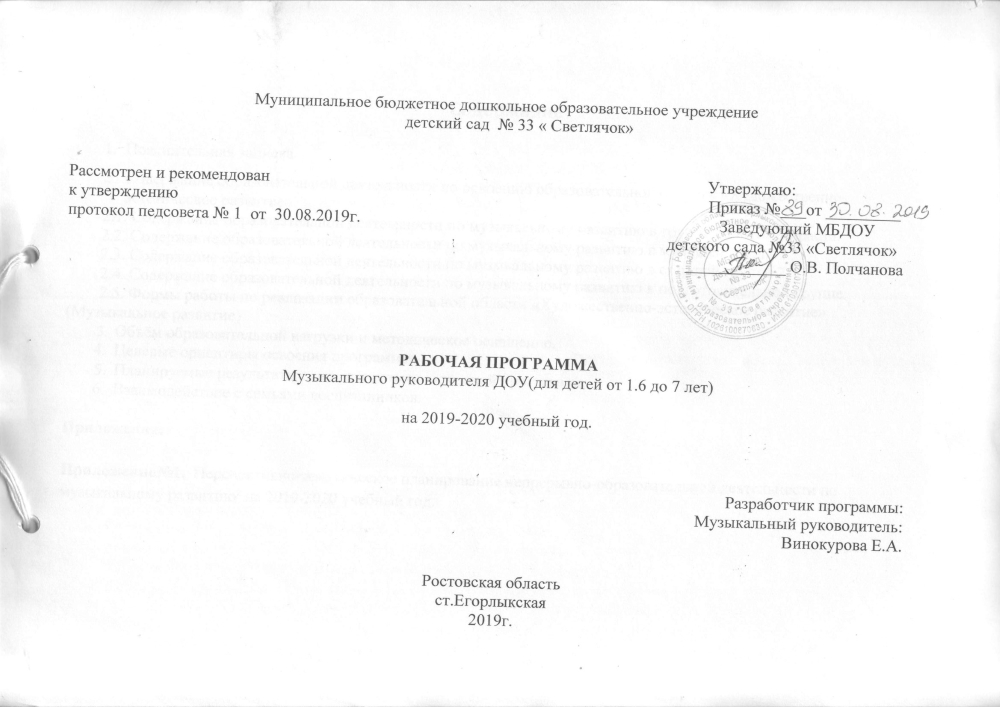 Муниципальное бюджетное дошкольное образовательное учреждение
детский сад № 33 « Светлячок»
Рассмотрен и рекомендован
к утверждению
протокол педсовета № 1 от 30.08.2019г.
Утверждаю:
Приказ №89 от 30.08.2019
Заведующий МБДОУ
детского сада №33 «Светлячок»
О.В. Полчанова
РАБОЧАЯ ПРОГРАММА
Музыкального руководителя ДОУ(для детей от 1.6 до 7 лет)
на 2019-2020 учебный год.
Разработчик программы:
Музыкальный руководитель:
Винокурова Е.А.
Ростовская область
ст.Егорлыкская
2019г.